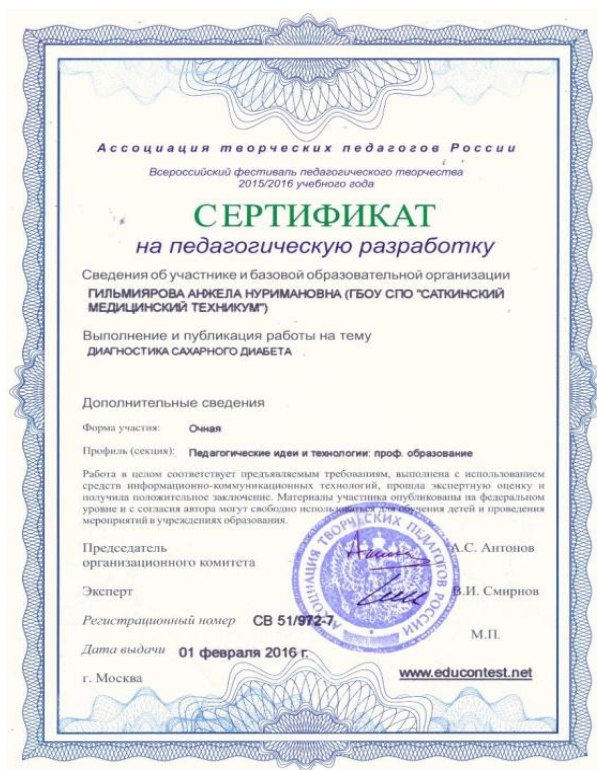 Ассоциация творческих педагогов России
Всероссийский фестиваль педагогического творчества
2015/2016 учебного года
СЕРТИФИКАТ
на педагогическую разработку
Сведения об участнике и базовой образовательной организации
ГИЛЬМИЯРОВА АНЖЕЛА НУРИМАНОВНА (ГБОУ СПО "САТКИНСКИЙ
МЕДИЦИНСКИЙ ТЕХНИКУМ")
Выполнение и публикация работы на тему
ДИАГНОСТИКА САХАРНОГО ДИАБЕТА
Дополнительные сведения
Форма участия: Очная
Профиль (секция): Педагогические идеи и технологии: проф. образование
Работа в целом соответствует предъявляемым требованиям, выполнена с использованием
средств информационно-коммуникационных технологий, прошла экспертную оценку и
получила положительное заключение. Материалы участника опубликованы на федеральном
уровне и с согласия автора могут свободно использоваться для обучения детей и проведения
мероприятий в учреждениях образования.
Председатель
организационного комитета А.С. Антонов
Эксперт В.И. Смирнов
Регистрационный номер СВ 51/972-7
М.П.
Дата выдачи 01 февраля 2016 г.
г. Москва www.educontest.net
АССОЦИАЦИЯ ТВОРЧЕСКИХ ПЕДАГОГОВ РОССИИ